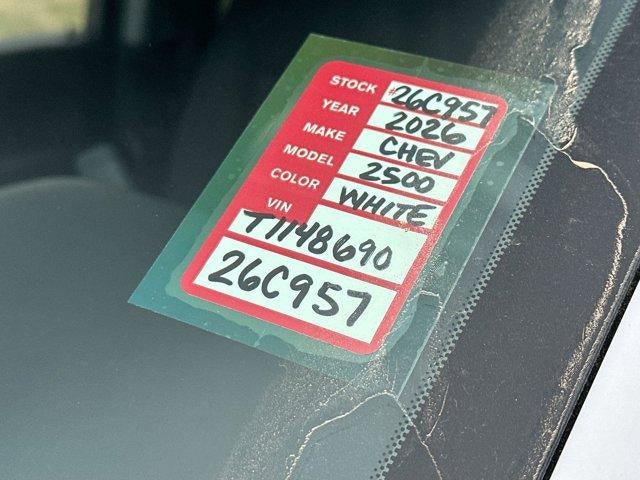 STOCK #26C957
YEAR 2026
MAKE CHEV
MODEL 2500
COLOR WHITE
VIN
T1148690
26C957